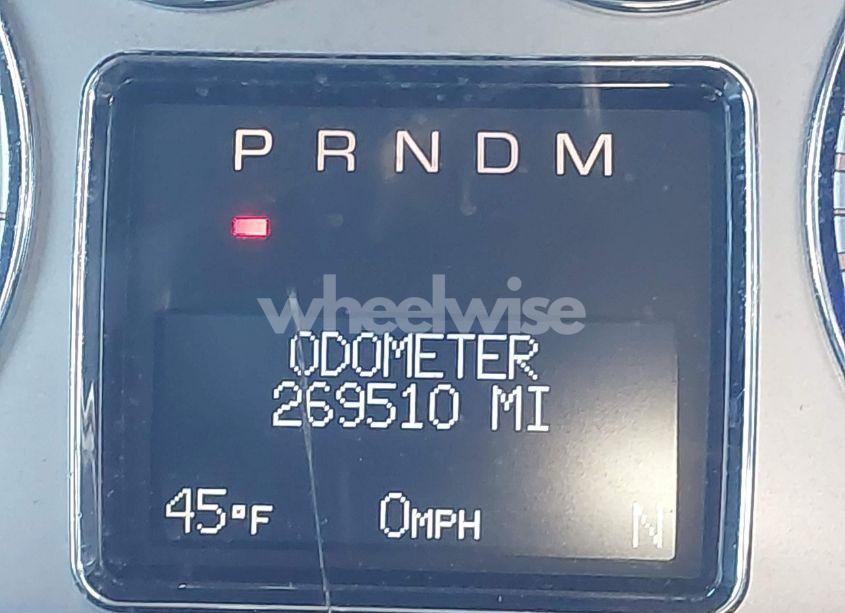 P R N D M
wheelwise
ODOMETER
269510 MI
45°F 0MPH N